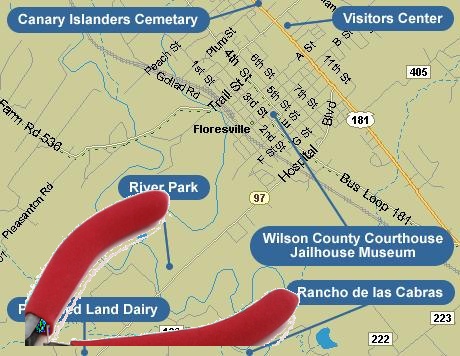 Canary Islanders Cemetary
Visitors Center
Peach St
Plum St
1st St
4th St
6th St
A St
B St
11th St
405
Goliad Rd
Trail St
3rd St
5th St
7th St
Blvd
Farm Rd 536
Floresville
2nd St
F St
G St
Hospital
181
Pleasanton Rd
River Park
97
Bus Loop 181
Wilson County Courthouse
Jailhouse Museum
Land Dairy
Rancho de las Cabras
222
223